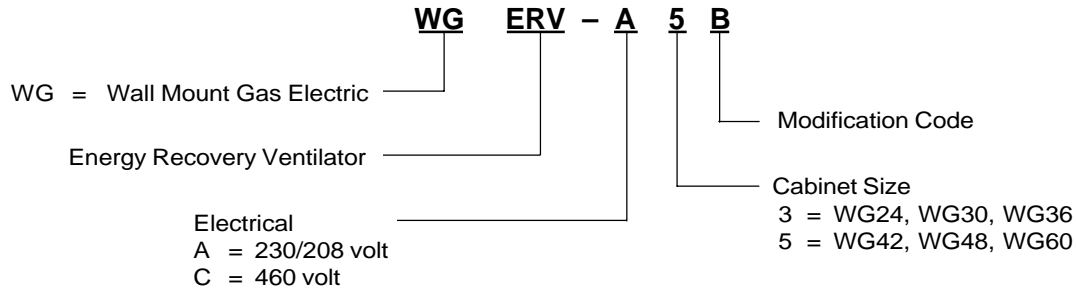 WG ERV – A 5 B
WG = Wall Mount Gas Electric
Modification Code
Energy Recovery Ventilator
Cabinet Size
3 = WG24, WG30, WG36
5 = WG42, WG48, WG60
Electrical
A = 230/208 volt
C = 460 volt